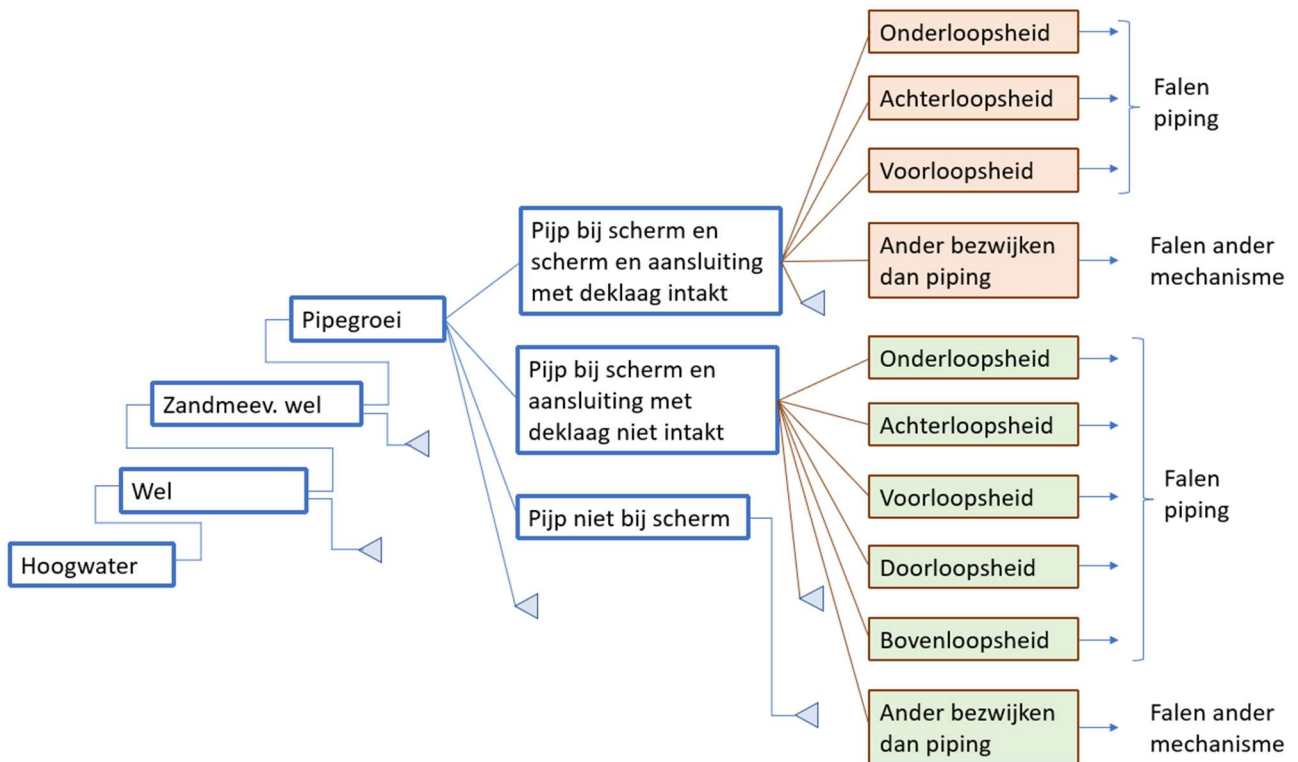 Hoogwater
Wel
Zandmeev. wel
Pipegroei
Pijp bij scherm en
scherm en aansluiting
met deklaag intakt
Pijp bij scherm en
aansluiting met
deklaag niet intakt
Pijp niet bij scherm
Onderloopsheid
Achterloopsheid
Voorloopsheid
Falen
piping
Ander bezwijken
dan piping
Falen ander
mechanisme
Onderloopsheid
Achterloopsheid
Voorloopsheid
Doorloopsheid
Bovenloopsheid
Falen
piping
Ander bezwijken
dan piping
Falen ander
mechanisme